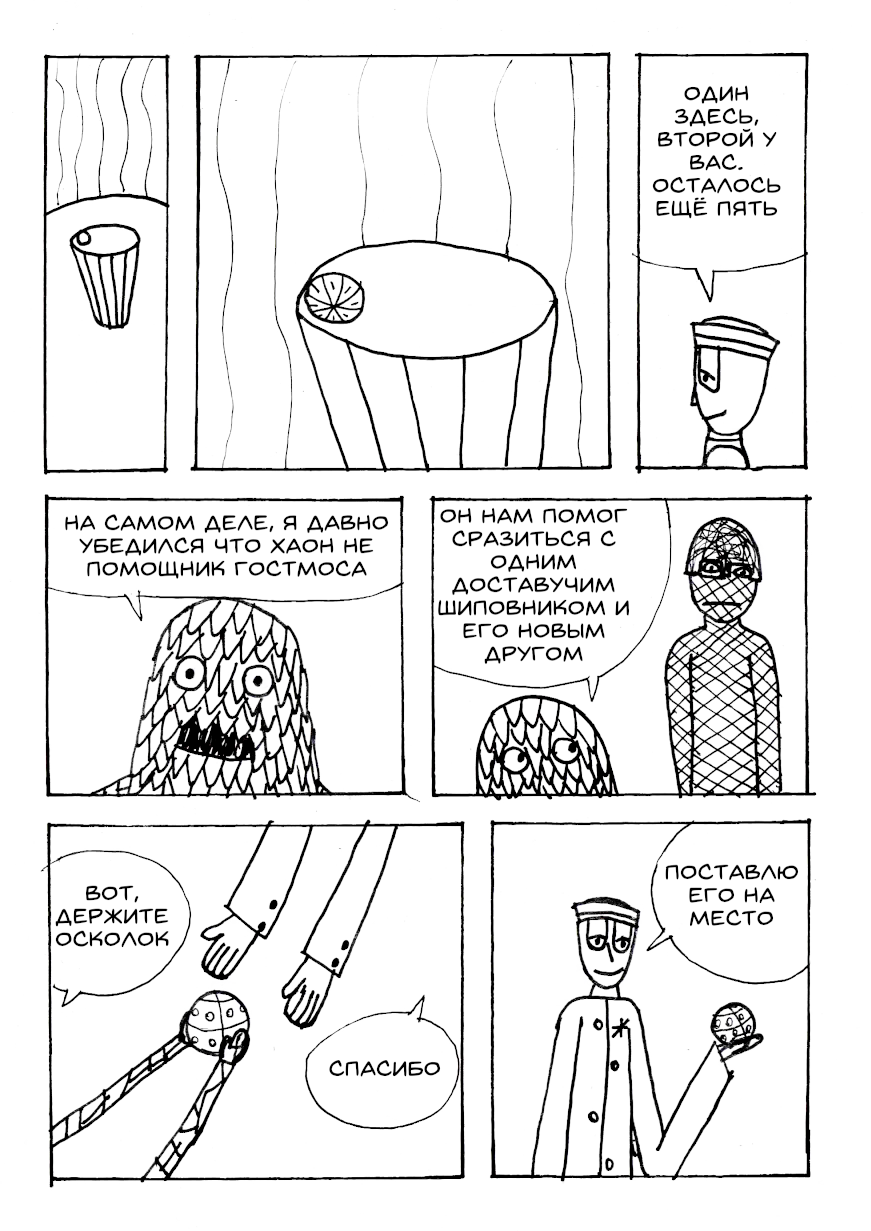 ОДИН
ЗДЕСЬ,
ВТОРОЙ У
ВАС.
ОСТАЛОСЬ
ЕЩЁ ПЯТЬ
НА САМОМ ДЕЛЕ, Я ДАВНО
УБЕДИЛСЯ ЧТО ХАОН НЕ
ПОМОЩНИК ГОСТМОСА
ОН НАМ ПОМОГ
СРАЗИТЬСЯ С
ОДНИМ
ДОСТАВУЧИМ
ШИПОВНИКОМ И
ЕГО НОВЫМ
ДРУГОМ
ВОТ,
ДЕРЖИТЕ
ОСКОЛОК
СПАСИБО
ПОСТАВЛЮ
ЕГО НА
МЕСТО